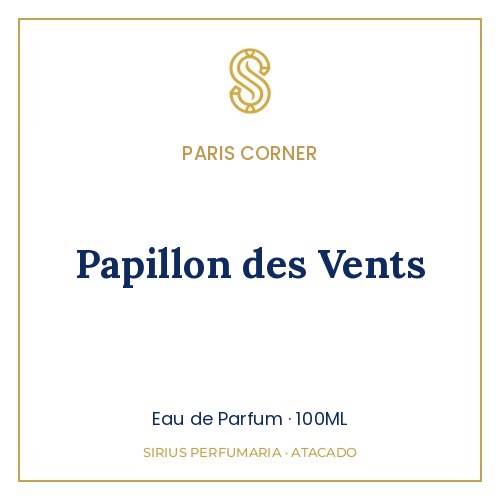 PARIS CORNER
Papillon des Vents
Eau de Parfum · 100ML
SIRIUS PERFUMARIA · ATACADO